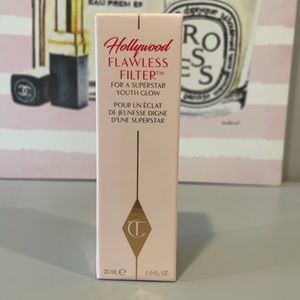 Hollywood
FLAWLESS
FILTER™
FOR A SUPERSTAR
YOUTH GLOW
POUR UN ÉCLAT
DE JEUNESSE DIGNE
D'UNE SUPERSTAR
CT
30 ML ℮ 1.0 FL. OZ.
diptyque
ROSES